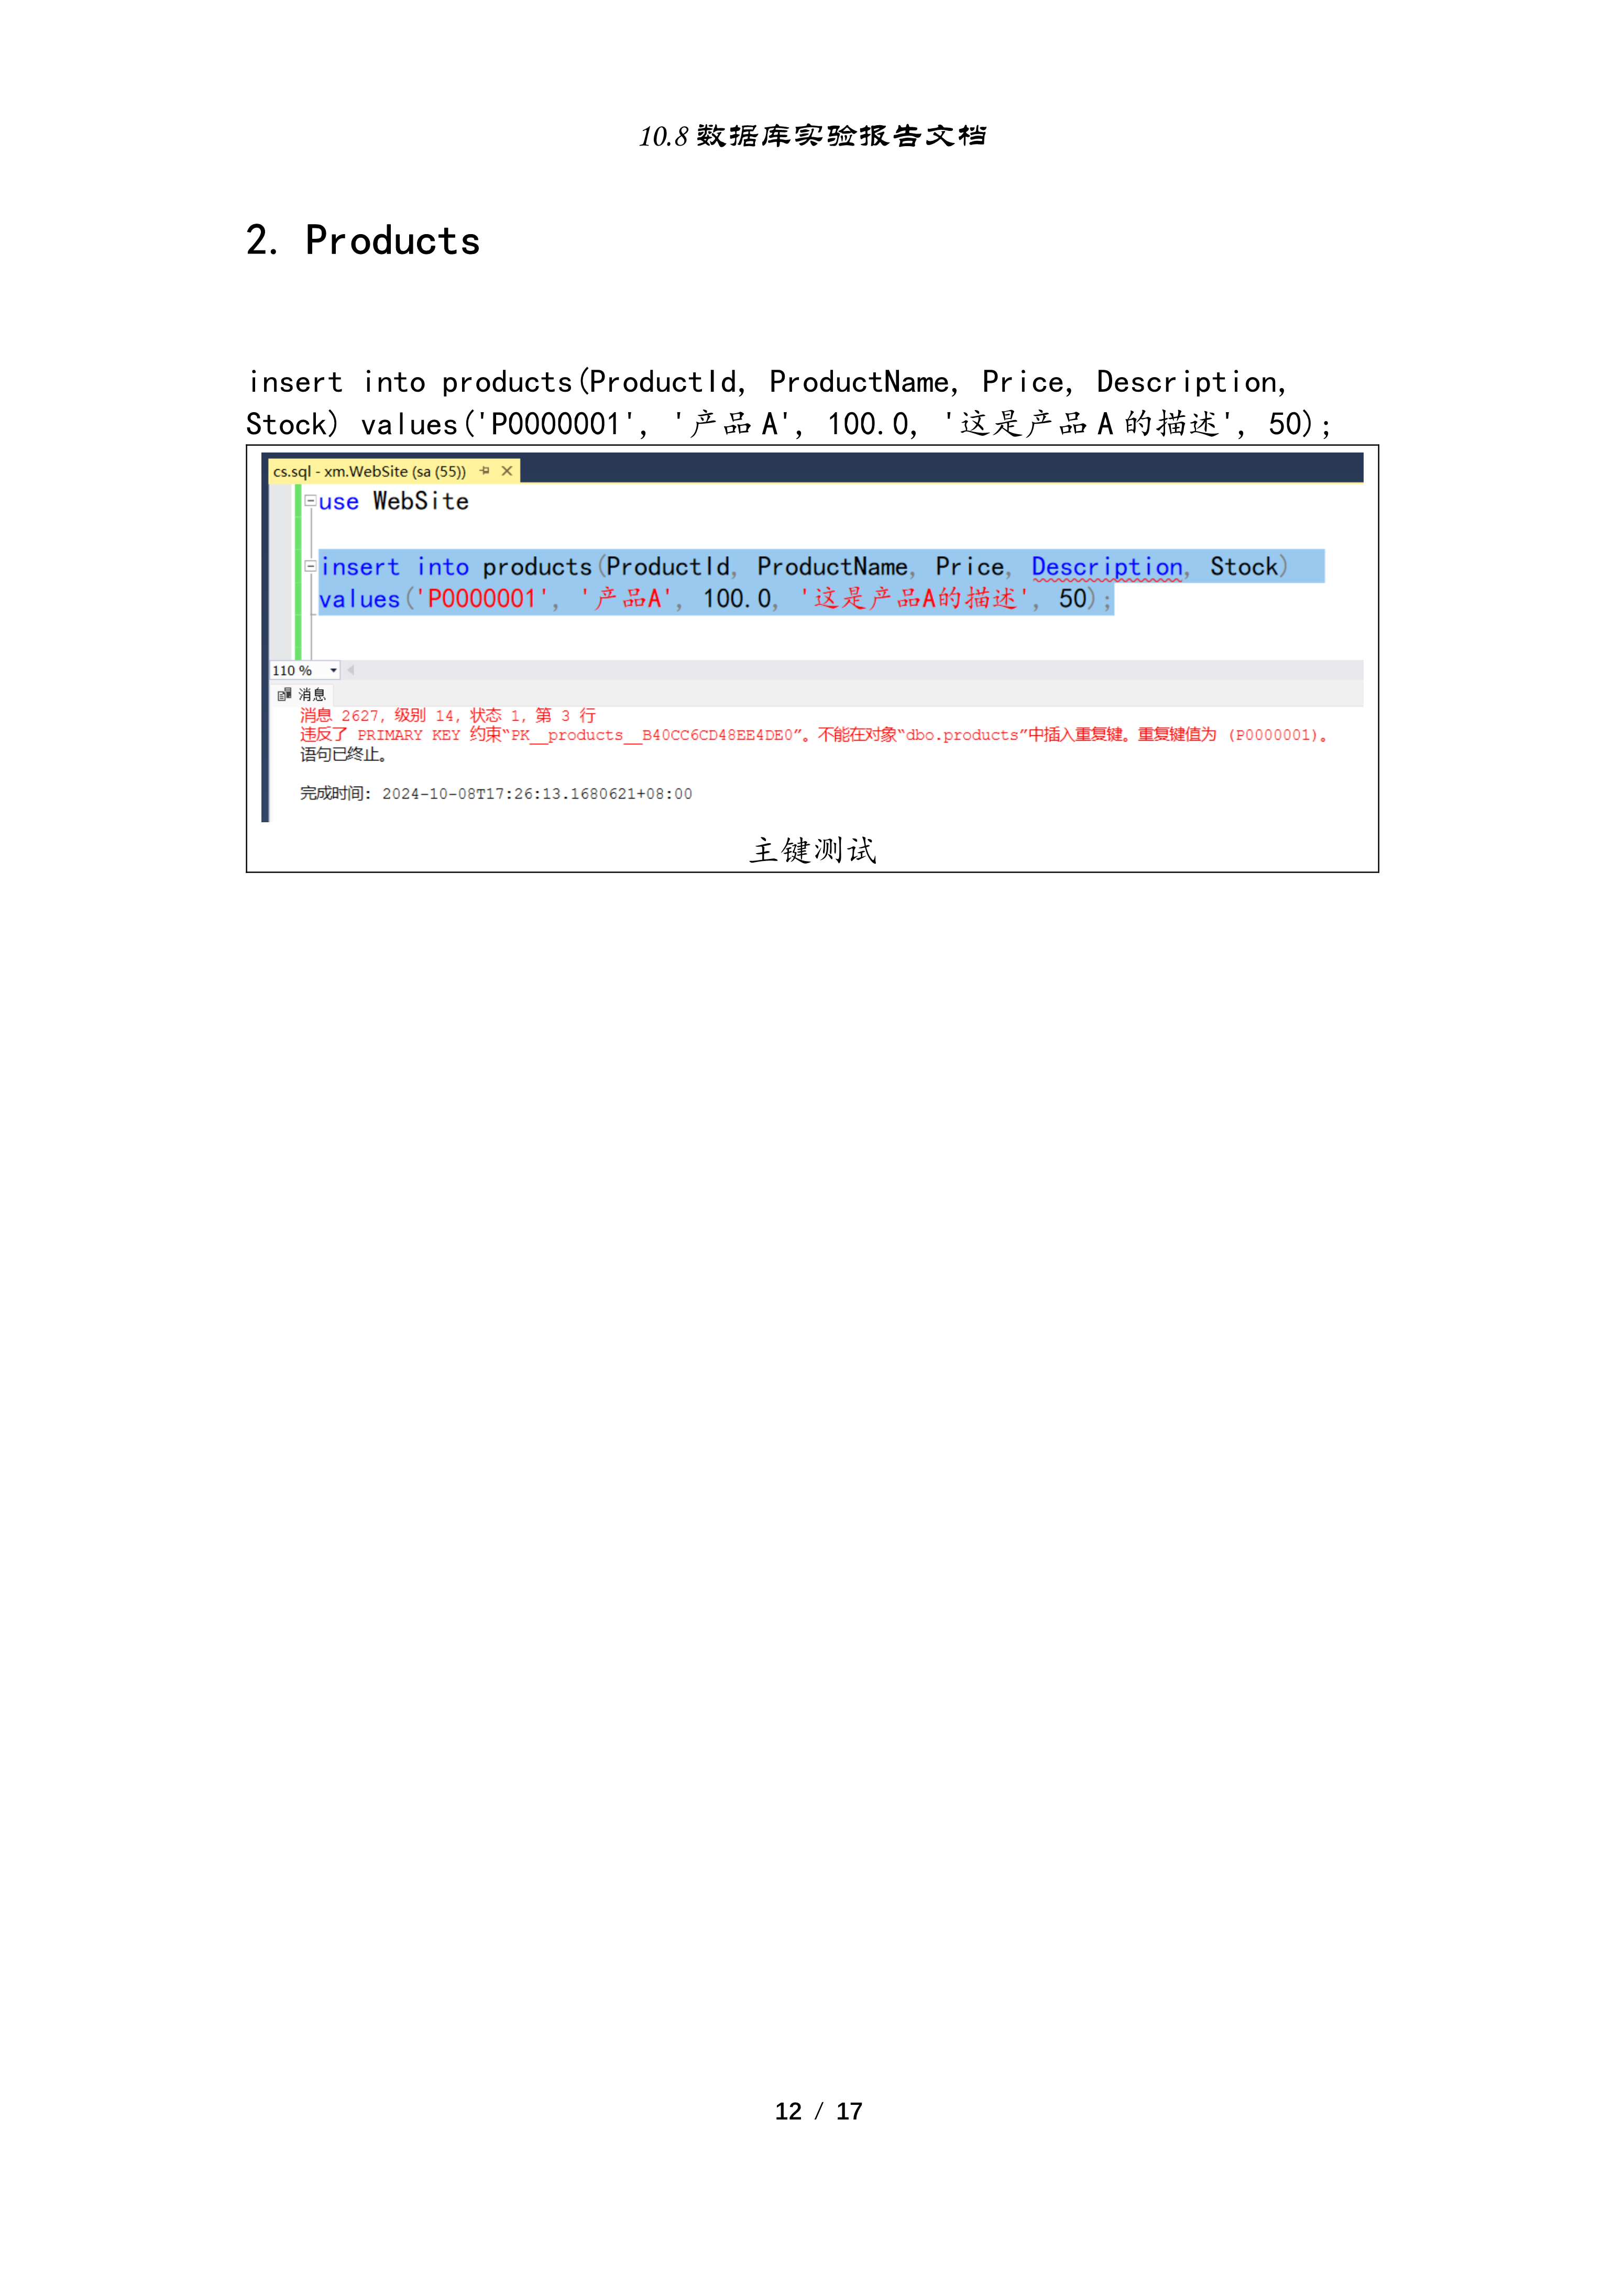 10.8 数据库实验报告文档
2. Products
insert into products(ProductId, ProductName, Price, Description,
Stock) values('P0000001', '产品 A', 100.0, '这是产品 A 的描述', 50);
cs.sql - xm.WebSite (sa (55))
use WebSite
insert into products(ProductId, ProductName, Price, Description, Stock)
values('P0000001', '产品A', 100.0, '这是产品A的描述', 50);
110 %
消息
消息 2627, 级别 14, 状态 1, 第 3 行
违反了 PRIMARY KEY 约束“PK__products__B40CC6CD48EE4DE0”。不能在对象“dbo.products”中插入重复键。重复键值为 (P0000001)。
语句已终止。
完成时间: 2024-10-08T17:26:13.1680621+08:00
主键测试
12 / 17